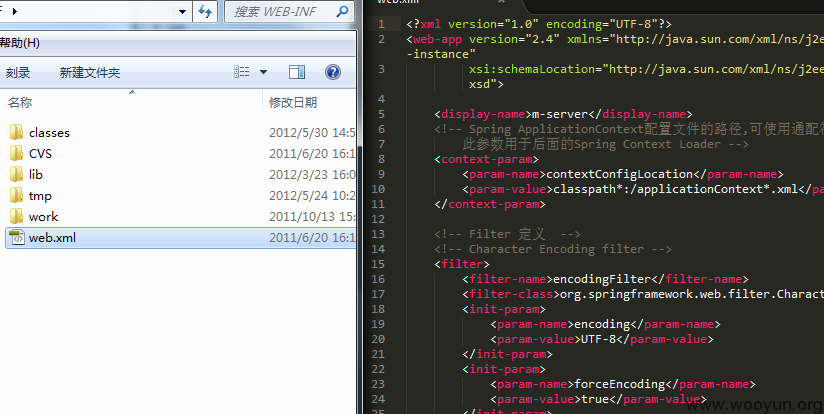 搜索 WEB-INF
帮助(H)
刻录 新建文件夹
名称 修改日期
classes 2012/5/30 14:5
CVS 2011/6/20 16:1
lib 2012/3/23 16:0
tmp 2012/5/24 10:2
work 2011/10/13 15:
web.xml 2011/6/20 16:1
web.xml
1 <?xml version="1.0" encoding="UTF-8"?>
2 <web-app version="2.4" xmlns="http://java.sun.com/xml/ns/j2ee
-instance"
3 xsi:schemaLocation="http://java.sun.com/xml/ns/j2ee
xsd">
4
5 <display-name>m-server</display-name>
6 <!-- Spring ApplicationContext配置文件的路径,可使用通配符
7 此参数用于后面的Spring Context Loader -->
8 <context-param>
9 <param-name>contextConfigLocation</param-name>
10 <param-value>classpath*:/applicationContext*.xml</pa
11 </context-param>
12
13 <!-- Filter 定义 -->
14 <!-- Character Encoding filter -->
15 <filter>
16 <filter-name>encodingFilter</filter-name>
17 <filter-class>org.springframework.web.filter.Charact
18 <init-param>
19 <param-name>encoding</param-name>
20 <param-value>UTF-8</param-value>
21 </init-param>
22 <init-param>
23 <param-name>forceEncoding</param-name>
24 <param-value>true</param-value>
25 </init-param>
www.wooyun.org